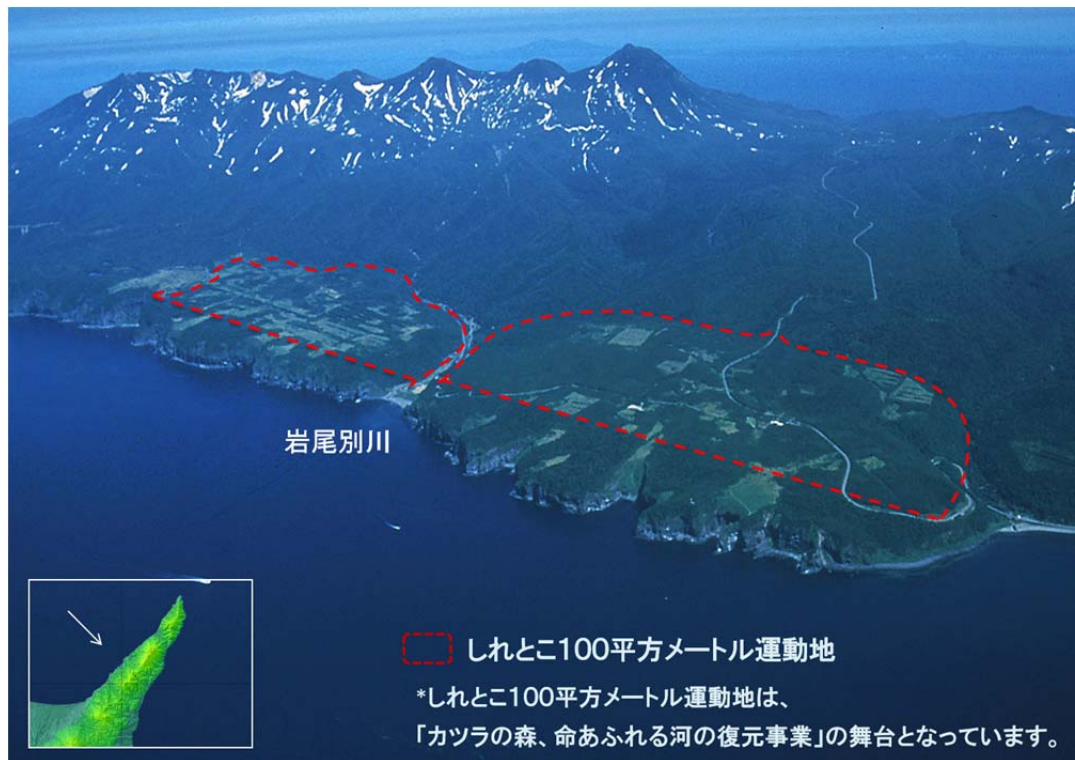 岩尾別川
しれとこ100平方メートル運動地
*しれとこ100平方メートル運動地は、
「カツラの森、命あふれる河の復元事業」の舞台となっています。